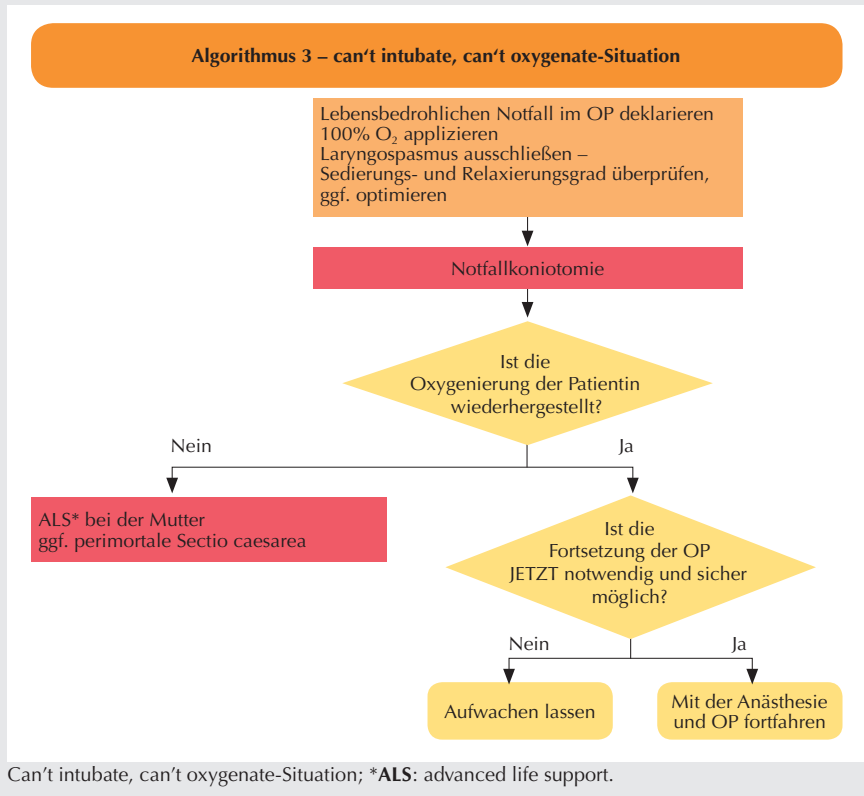 Algorithmus 3 – can‘t intubate, can‘t oxygenate-Situation
Lebensbedrohlichen Notfall im OP deklarieren
100% O₂ applizieren
Laryngospasmus ausschließen –
Sedierungs- und Relaxierungsgrad überprüfen,
ggf. optimieren
Notfallkoniotomie
Ist die
Oxygenierung der Patientin
wiederhergestellt?
Nein
Ja
ALS* bei der Mutter
ggf. perimortale Sectio caesarea
Ist die
Fortsetzung der OP
JETZT notwendig und sicher
möglich?
Nein
Ja
Aufwachen lassen
Mit der Anästhesie
und OP fortfahren
Can’t intubate, can’t oxygenate-Situation; *ALS: advanced life support.